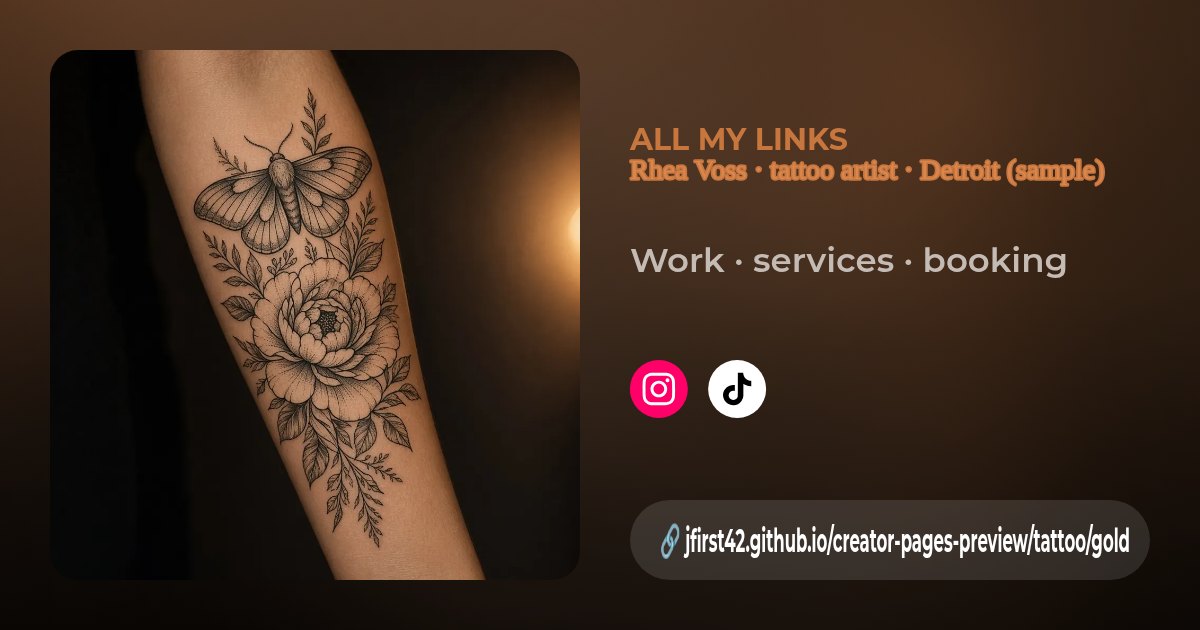 ALL MY LINKS
Rhea Voss · tattoo artist · Detroit (sample)
Work · services · booking
jfirst42.github.io/creator-pages-preview/tattoo/gold